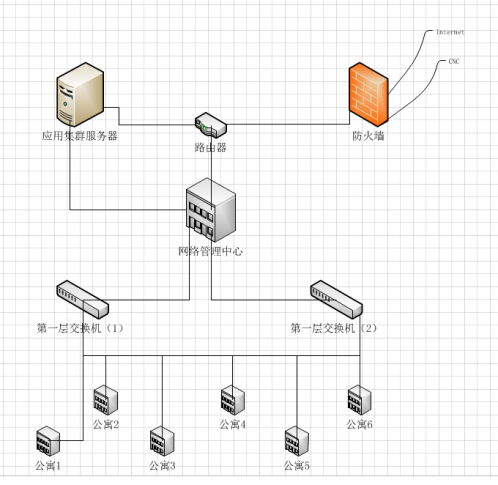 Internet
CNC
应用集群服务器
路由器
防火墙
网络管理中心
第一层交换机（1）
第一层交换机（2）
公寓2
公寓4
公寓6
公寓1
公寓3
公寓5